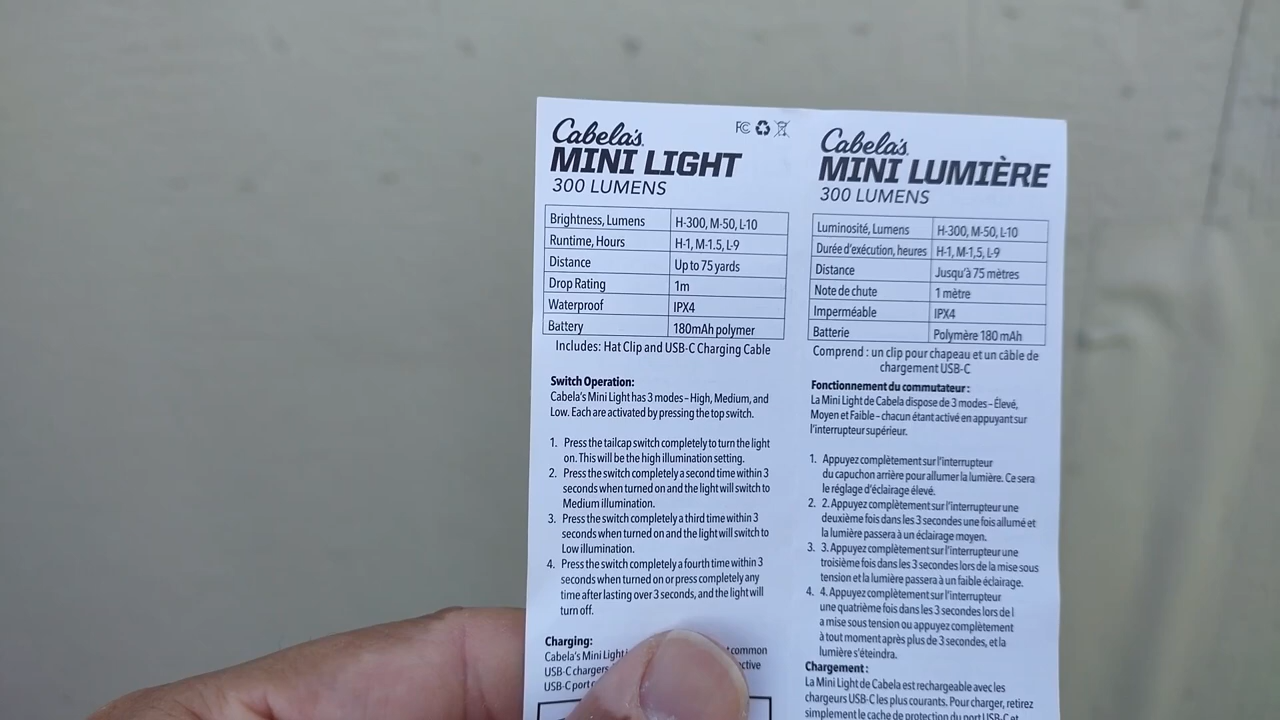 Cabela's
MINI LIGHT
300 LUMENS
FC
Brightness, Lumens H-300, M-50, L-10
Runtime, Hours H-1, M-1.5, L-9
Distance Up to 75 yards
Drop Rating 1m
Waterproof IPX4
Battery 180mAh polymer
Includes: Hat Clip and USB-C Charging Cable
Switch Operation:
Cabela's Mini Light has 3 modes – High, Medium, and
Low. Each are activated by pressing the top switch.
1. Press the tailcap switch completely to turn the light
on. This will be the high illumination setting.
2. Press the switch completely a second time within 3
seconds when turned on and the light will switch to
Medium illumination.
3. Press the switch completely a third time within 3
seconds when turned on and the light will switch to
Low illumination.
4. Press the switch completely a fourth time within 3
seconds when turned on or press completely any
time after lasting over 3 seconds, and the light will
turn off.
Charging:
Cabela's Mini Light common
USB-C chargers
USB-C port
Cabela's
MINI LUMIÈRE
300 LUMENS
Luminosité, Lumens H-300, M-50, L-10
Durée d'exécution, heures H-1, M-1,5, L-9
Distance Jusqu'à 75 mètres
Note de chute 1 mètre
Imperméable IPX4
Batterie Polymère 180 mAh
Comprend : un clip pour chapeau et un câble de
chargement USB-C
Fonctionnement du commutateur :
La Mini Light de Cabela dispose de 3 modes – Élevé,
Moyen et Faible – chacun étant activé en appuyant sur
l'interrupteur supérieur.
1. Appuyez complètement sur l'interrupteur
du capuchon arrière pour allumer la lumière. Ce sera
le réglage d'éclairage élevé.
2. 2. Appuyez complètement sur l'interrupteur une
deuxième fois dans les 3 secondes une fois allumé et
la lumière passera à un éclairage moyen.
3. 3. Appuyez complètement sur l'interrupteur une
troisième fois dans les 3 secondes lors de la mise sous
tension et la lumière passera à un faible éclairage.
4. 4. Appuyez complètement sur l'interrupteur
une quatrième fois dans les 3 secondes lors de l
a mise sous tension ou appuyez complètement
à tout moment après plus de 3 secondes, et la
lumière s'éteindra.
Chargement :
La Mini Light de Cabela est rechargeable avec les
chargeurs USB-C les plus courants. Pour charger, retirez
simplement le cache de protection du port USB-C et